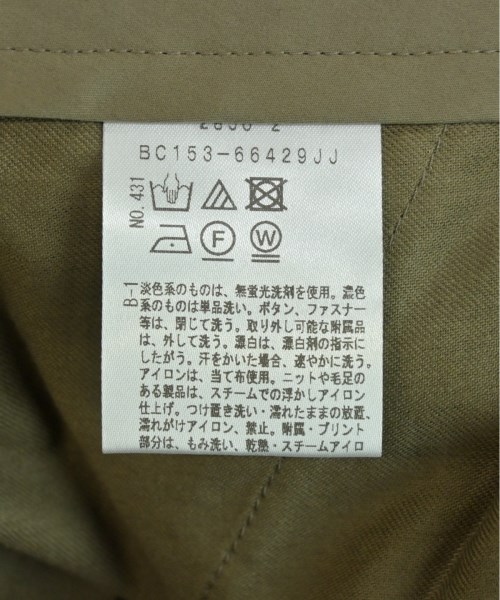 BC153-66429JJ
NO. 431
F W
B-1
淡色系のものは、無蛍光洗剤を使用。濃色
系のものは単品洗い。ボタン、ファスナー
等は、閉じて洗う。取り外し可能な附属品
は、外して洗う。漂白は、漂白剤の指示に
したがう。汗をかいた場合、速やかに洗う。
アイロンは、当て布使用。ニットや毛足の
ある製品は、スチームでの浮かしアイロン
仕上げ。つけ置き洗い・濡れたままの放置、
濡れがけアイロン、禁止。附属・プリント
部分は、もみ洗い、乾熱・スチームアイロ